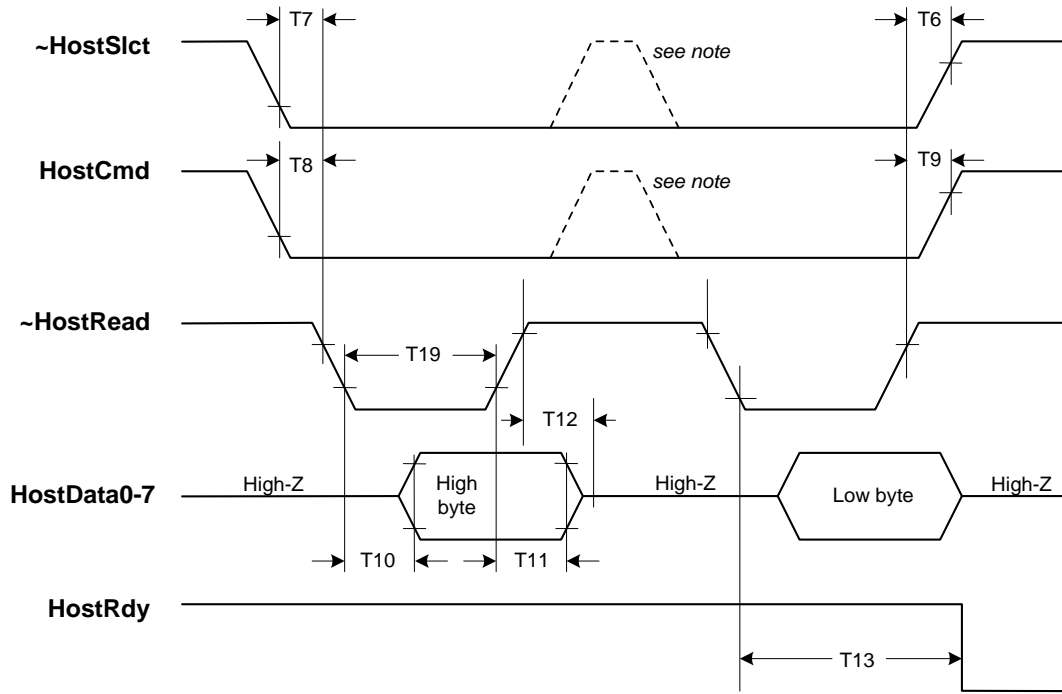 T7
T6
~HostSlct
see note
T8
T9
HostCmd
see note
~HostRead
T19
T12
HostData0-7
High-Z
High
byte
High-Z
Low byte
High-Z
T10
T11
HostRdy
T13